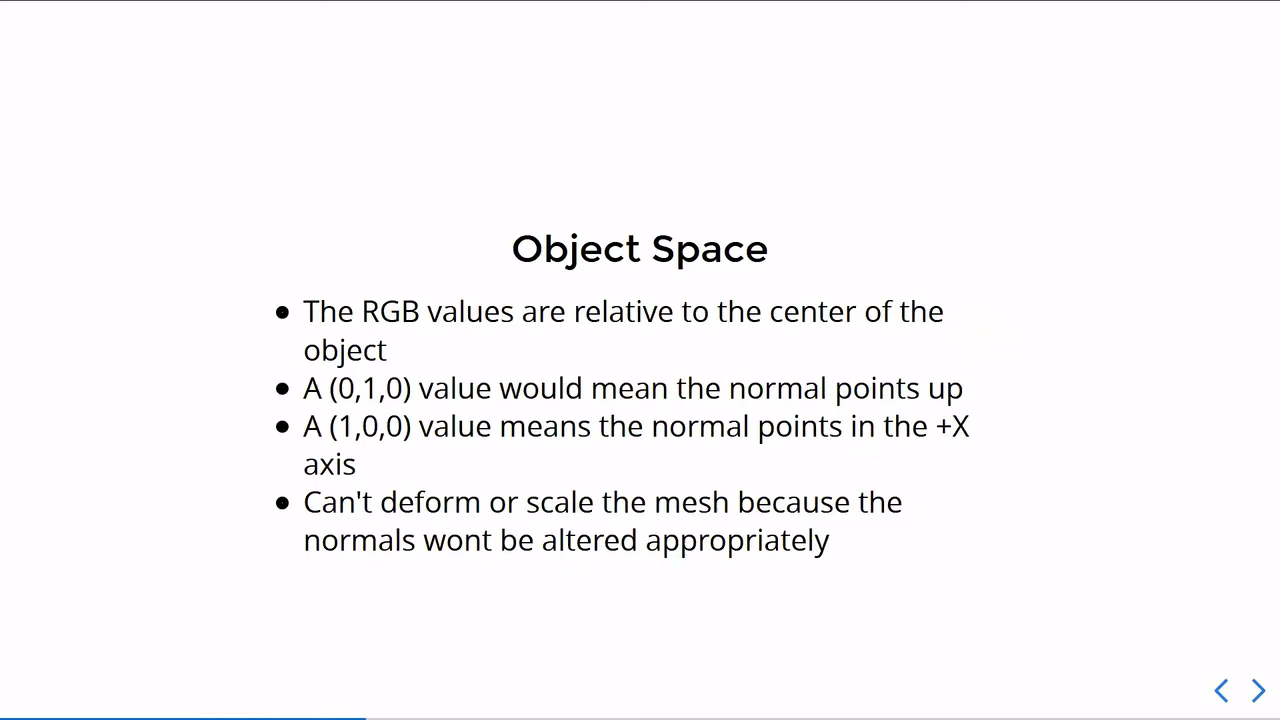 Object Space
• The RGB values are relative to the center of the
object
• A (0,1,0) value would mean the normal points up
• A (1,0,0) value means the normal points in the +X
axis
• Can't deform or scale the mesh because the
normals wont be altered appropriately